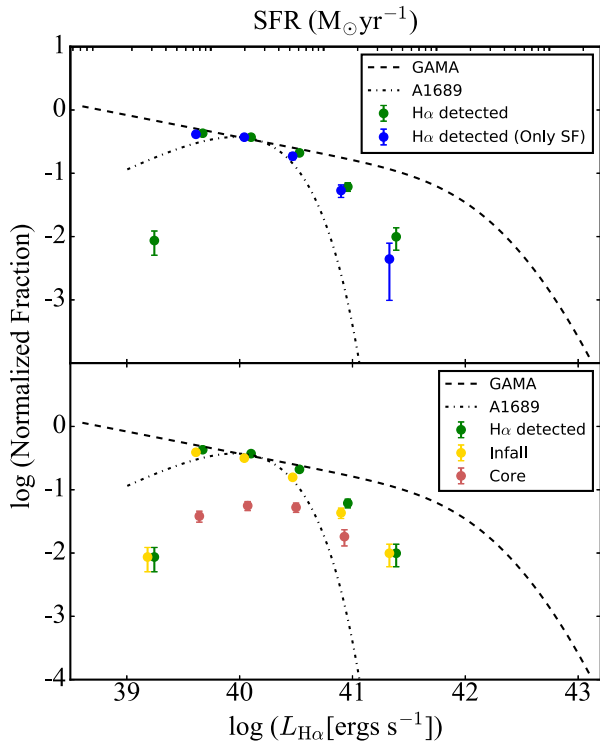 SFR (M⊙yr⁻¹)
1
0
-1
-2
-3
GAMA
A1689
Hα detected
Hα detected (Only SF)
log (Normalized Fraction)
1
0
-1
-2
-3
-4
GAMA
A1689
Hα detected
Infall
Core
39 40 41 42 43
log (L_Hα[ergs s⁻¹])